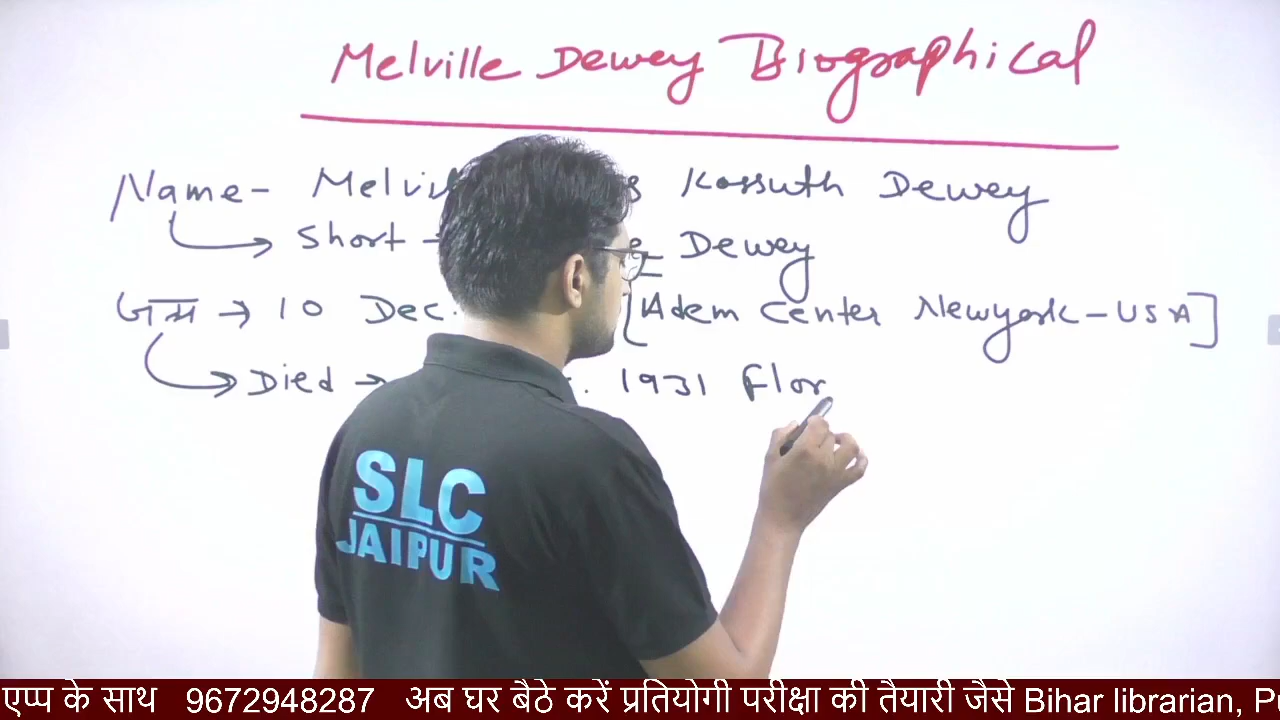 Melville Dewey Biographical
Name - Melvil s Kossuth Dewey
Short - e Dewey
जन्म → 10 Dec. [Adem Center Newyork - USA]
Died → . 1931 Flor
SLC
JAIPUR
एप्प के साथ 9672948287 अब घर बैठे करें प्रतियोगी परीक्षा की तैयारी जैसे Bihar librarian, Pu